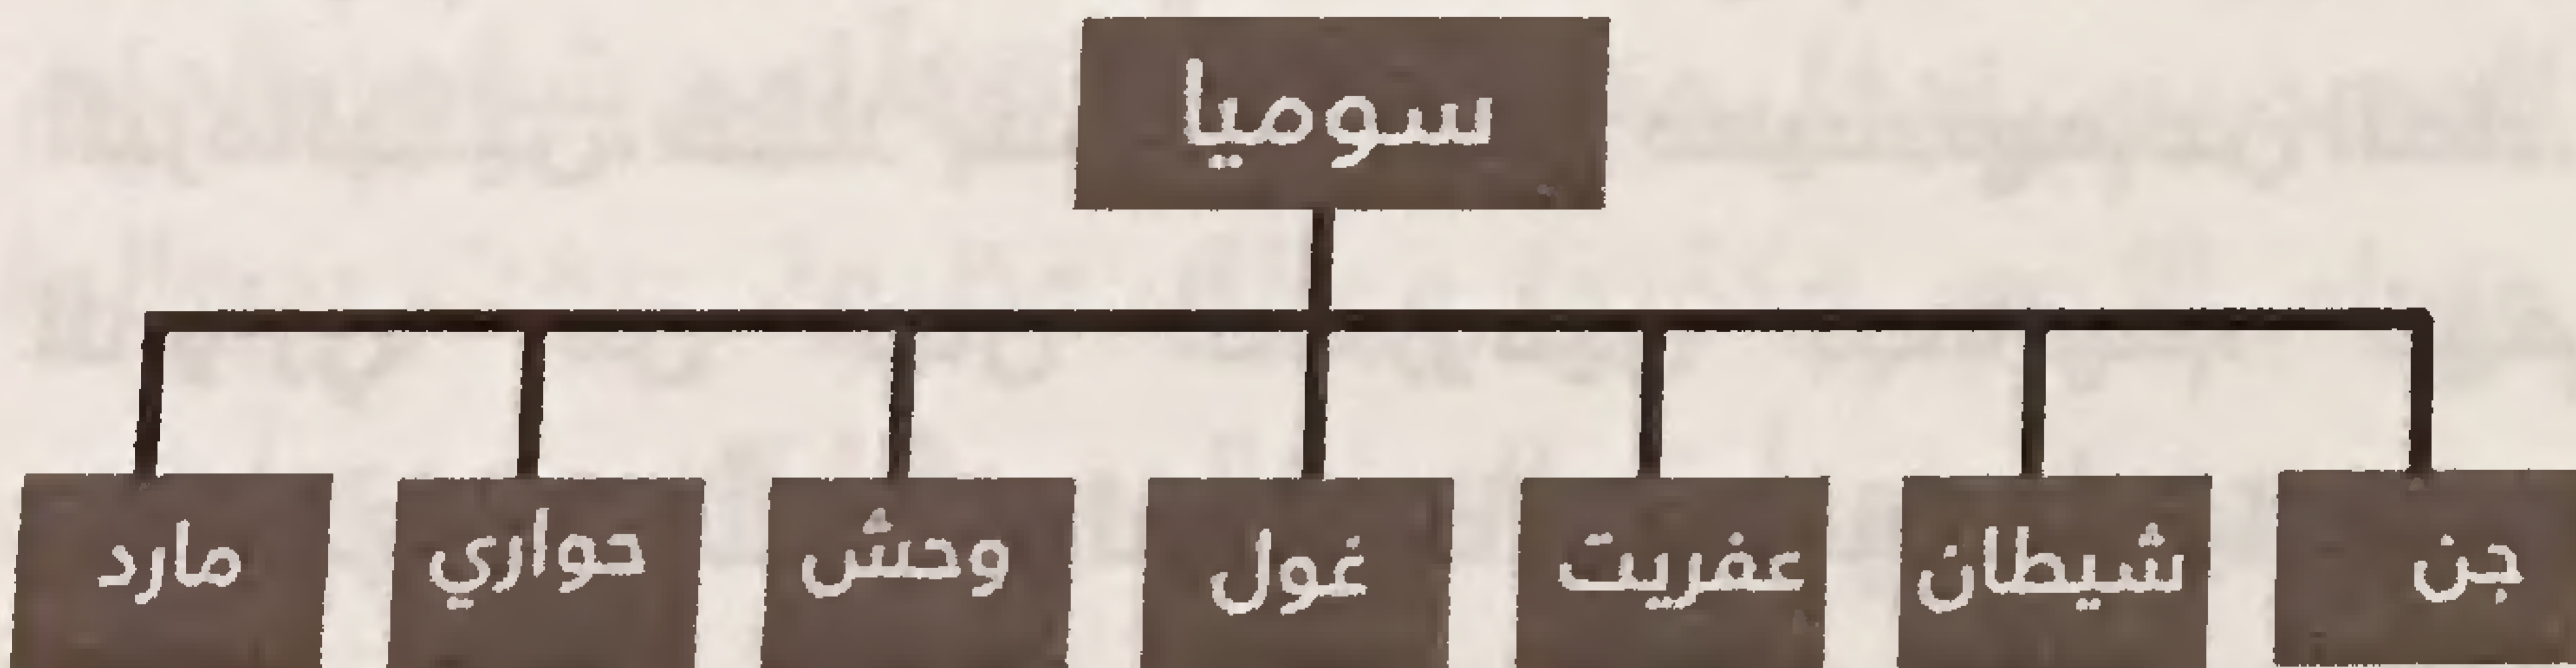 سوميا
جن
شيطان
عفريت
غول
وحش
حواري
مارد